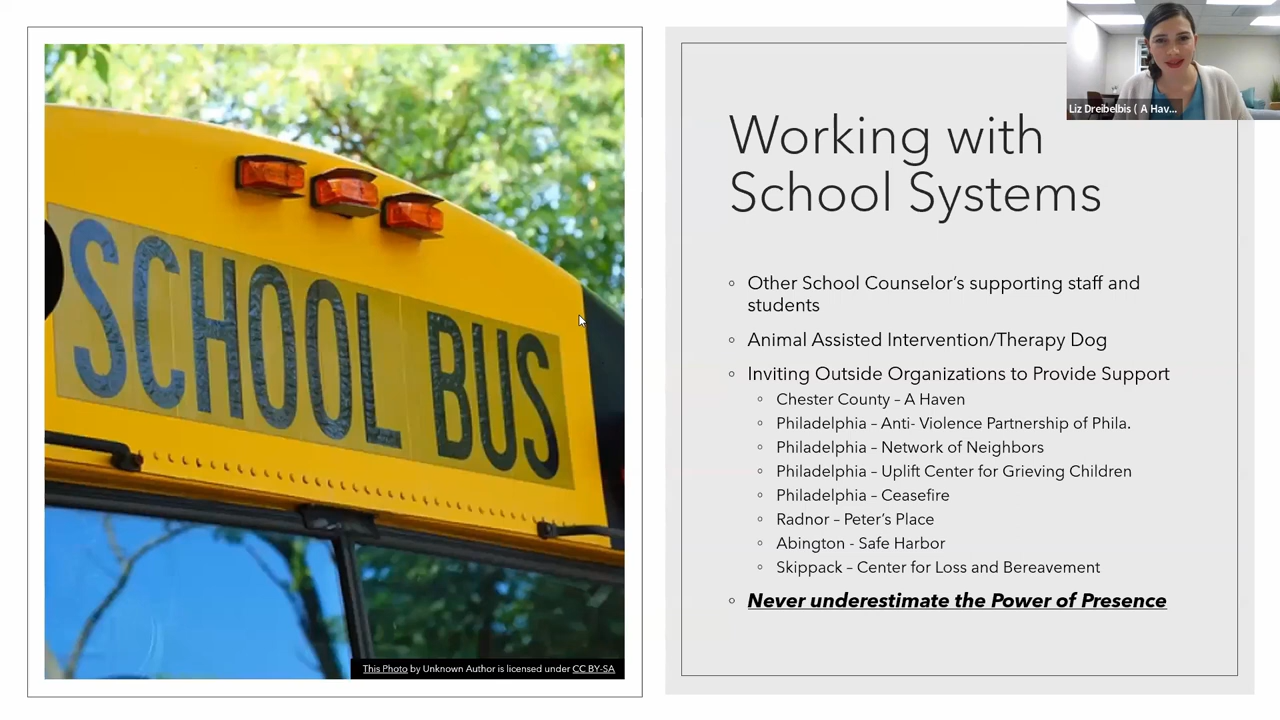 SCHOOL BUS
This Photo by Unknown Author is licensed under CC BY-SA
Liz Dreibelbis ( A Hav...
Working with
School Systems
◦ Other School Counselor's supporting staff and
students
◦ Animal Assisted Intervention/Therapy Dog
◦ Inviting Outside Organizations to Provide Support
◦ Chester County – A Haven
◦ Philadelphia – Anti- Violence Partnership of Phila.
◦ Philadelphia – Network of Neighbors
◦ Philadelphia – Uplift Center for Grieving Children
◦ Philadelphia – Ceasefire
◦ Radnor – Peter's Place
◦ Abington - Safe Harbor
◦ Skippack – Center for Loss and Bereavement
◦ Never underestimate the Power of Presence